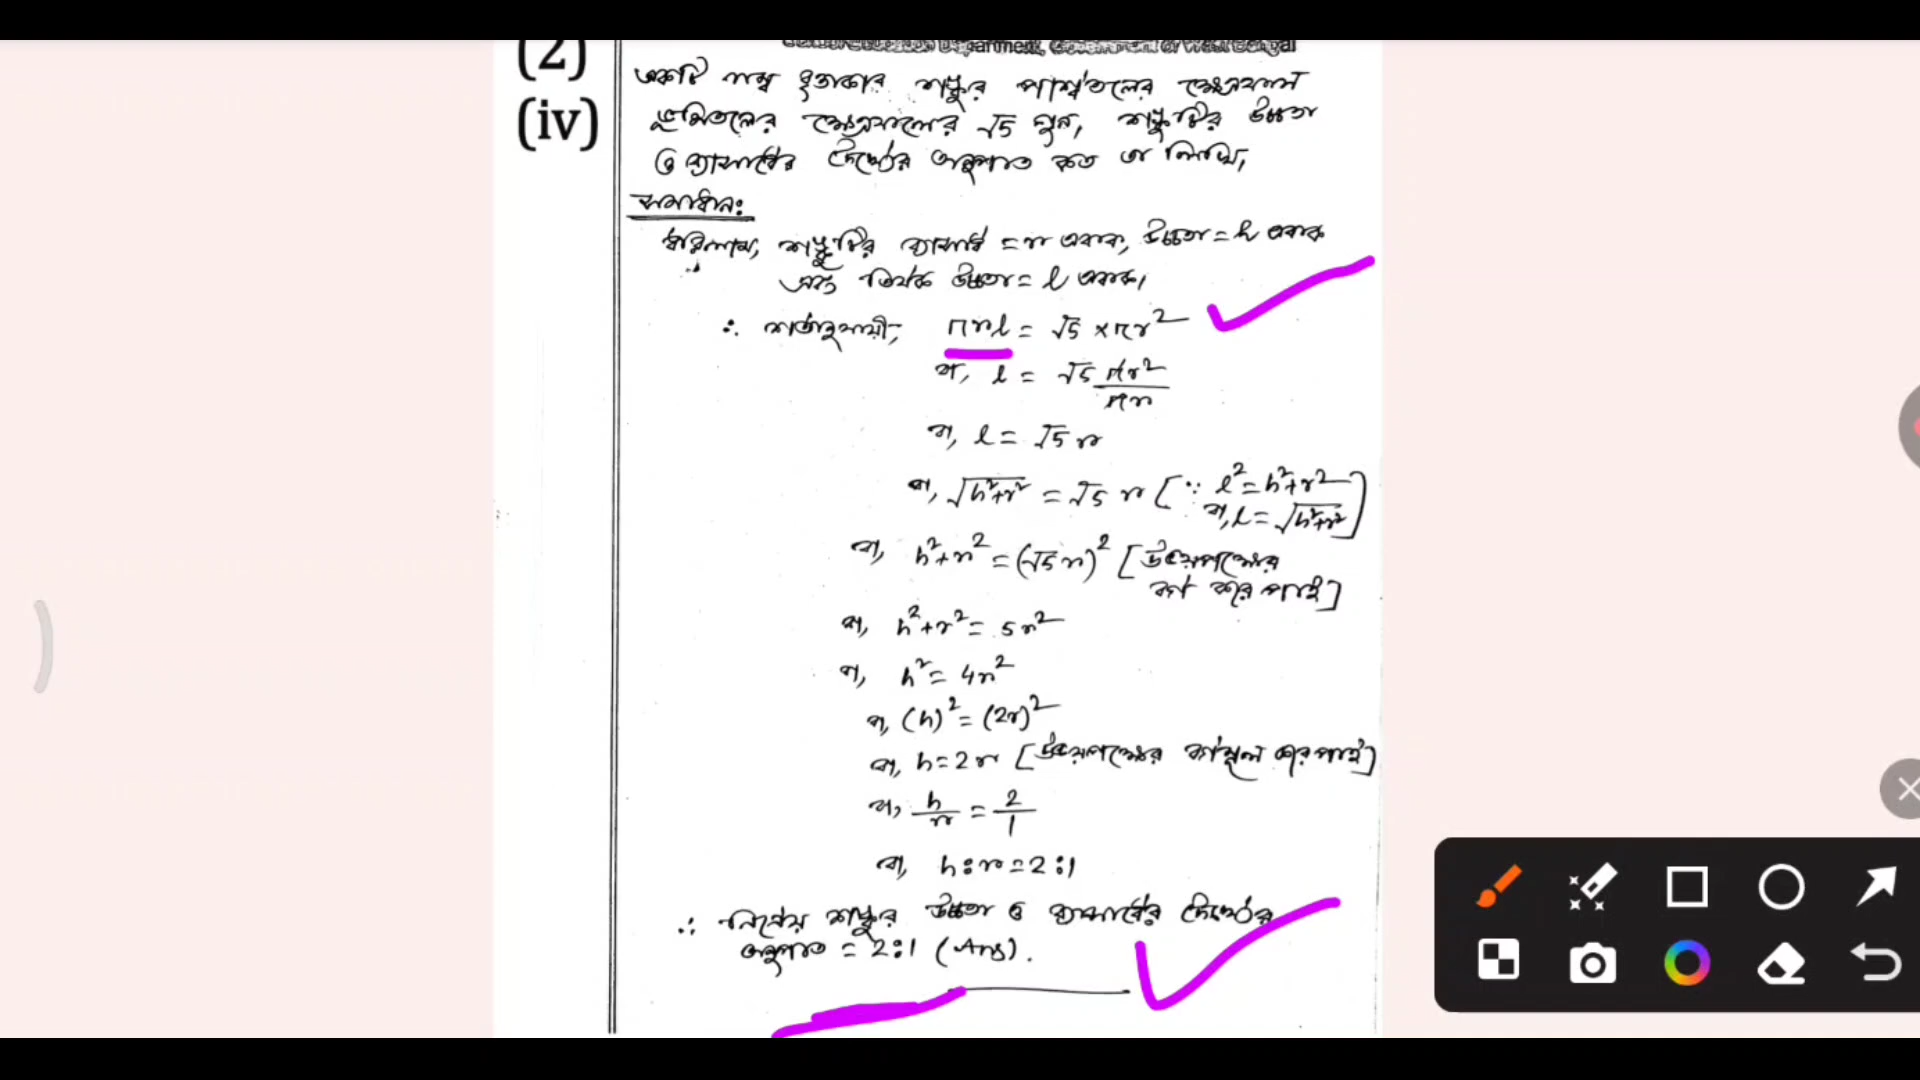 (2)
(iv)
একটি লম্ব বৃত্তাকার শঙ্কুর পার্শ্বতলের ক্ষেত্রফল
ভূমিতলের ক্ষেত্রফলের √5 গুন, শঙ্কুটির উচ্চতা
ও ব্যাসার্ধের দৈর্ঘ্যের অনুপাত কত তা লিখি,
সমাধান:
ধরিলাম, শঙ্কুটির ব্যাসার্ধ = r একক, উচ্চতা = h একক
এবং তির্যক উচ্চতা = l একক।
∴ শর্তানুযায়ী, πrl = √5 × πr²
বা, l = √5 πr²/πr
বা, l = √5 r
বা, √h²+r² = √5 r [∵ l² = h²+r²
বা, l = √h²+r²]
বা, h²+r² = (√5 r)² [উভয়পক্ষের
বর্গ করে পাই]
বা, h²+r² = 5r²
বা, h² = 4r²
বা, (h)² = (2r)²
বা, h = 2r [উভয়পক্ষের বর্গমূল করে পাই]
বা, h/r = 2/1
বা, h : r = 2 : 1
∴ নির্ণেয় শঙ্কুর উচ্চতা ও ব্যাসার্ধের দৈর্ঘ্যের
অনুপাত = 2:1 (Ans).